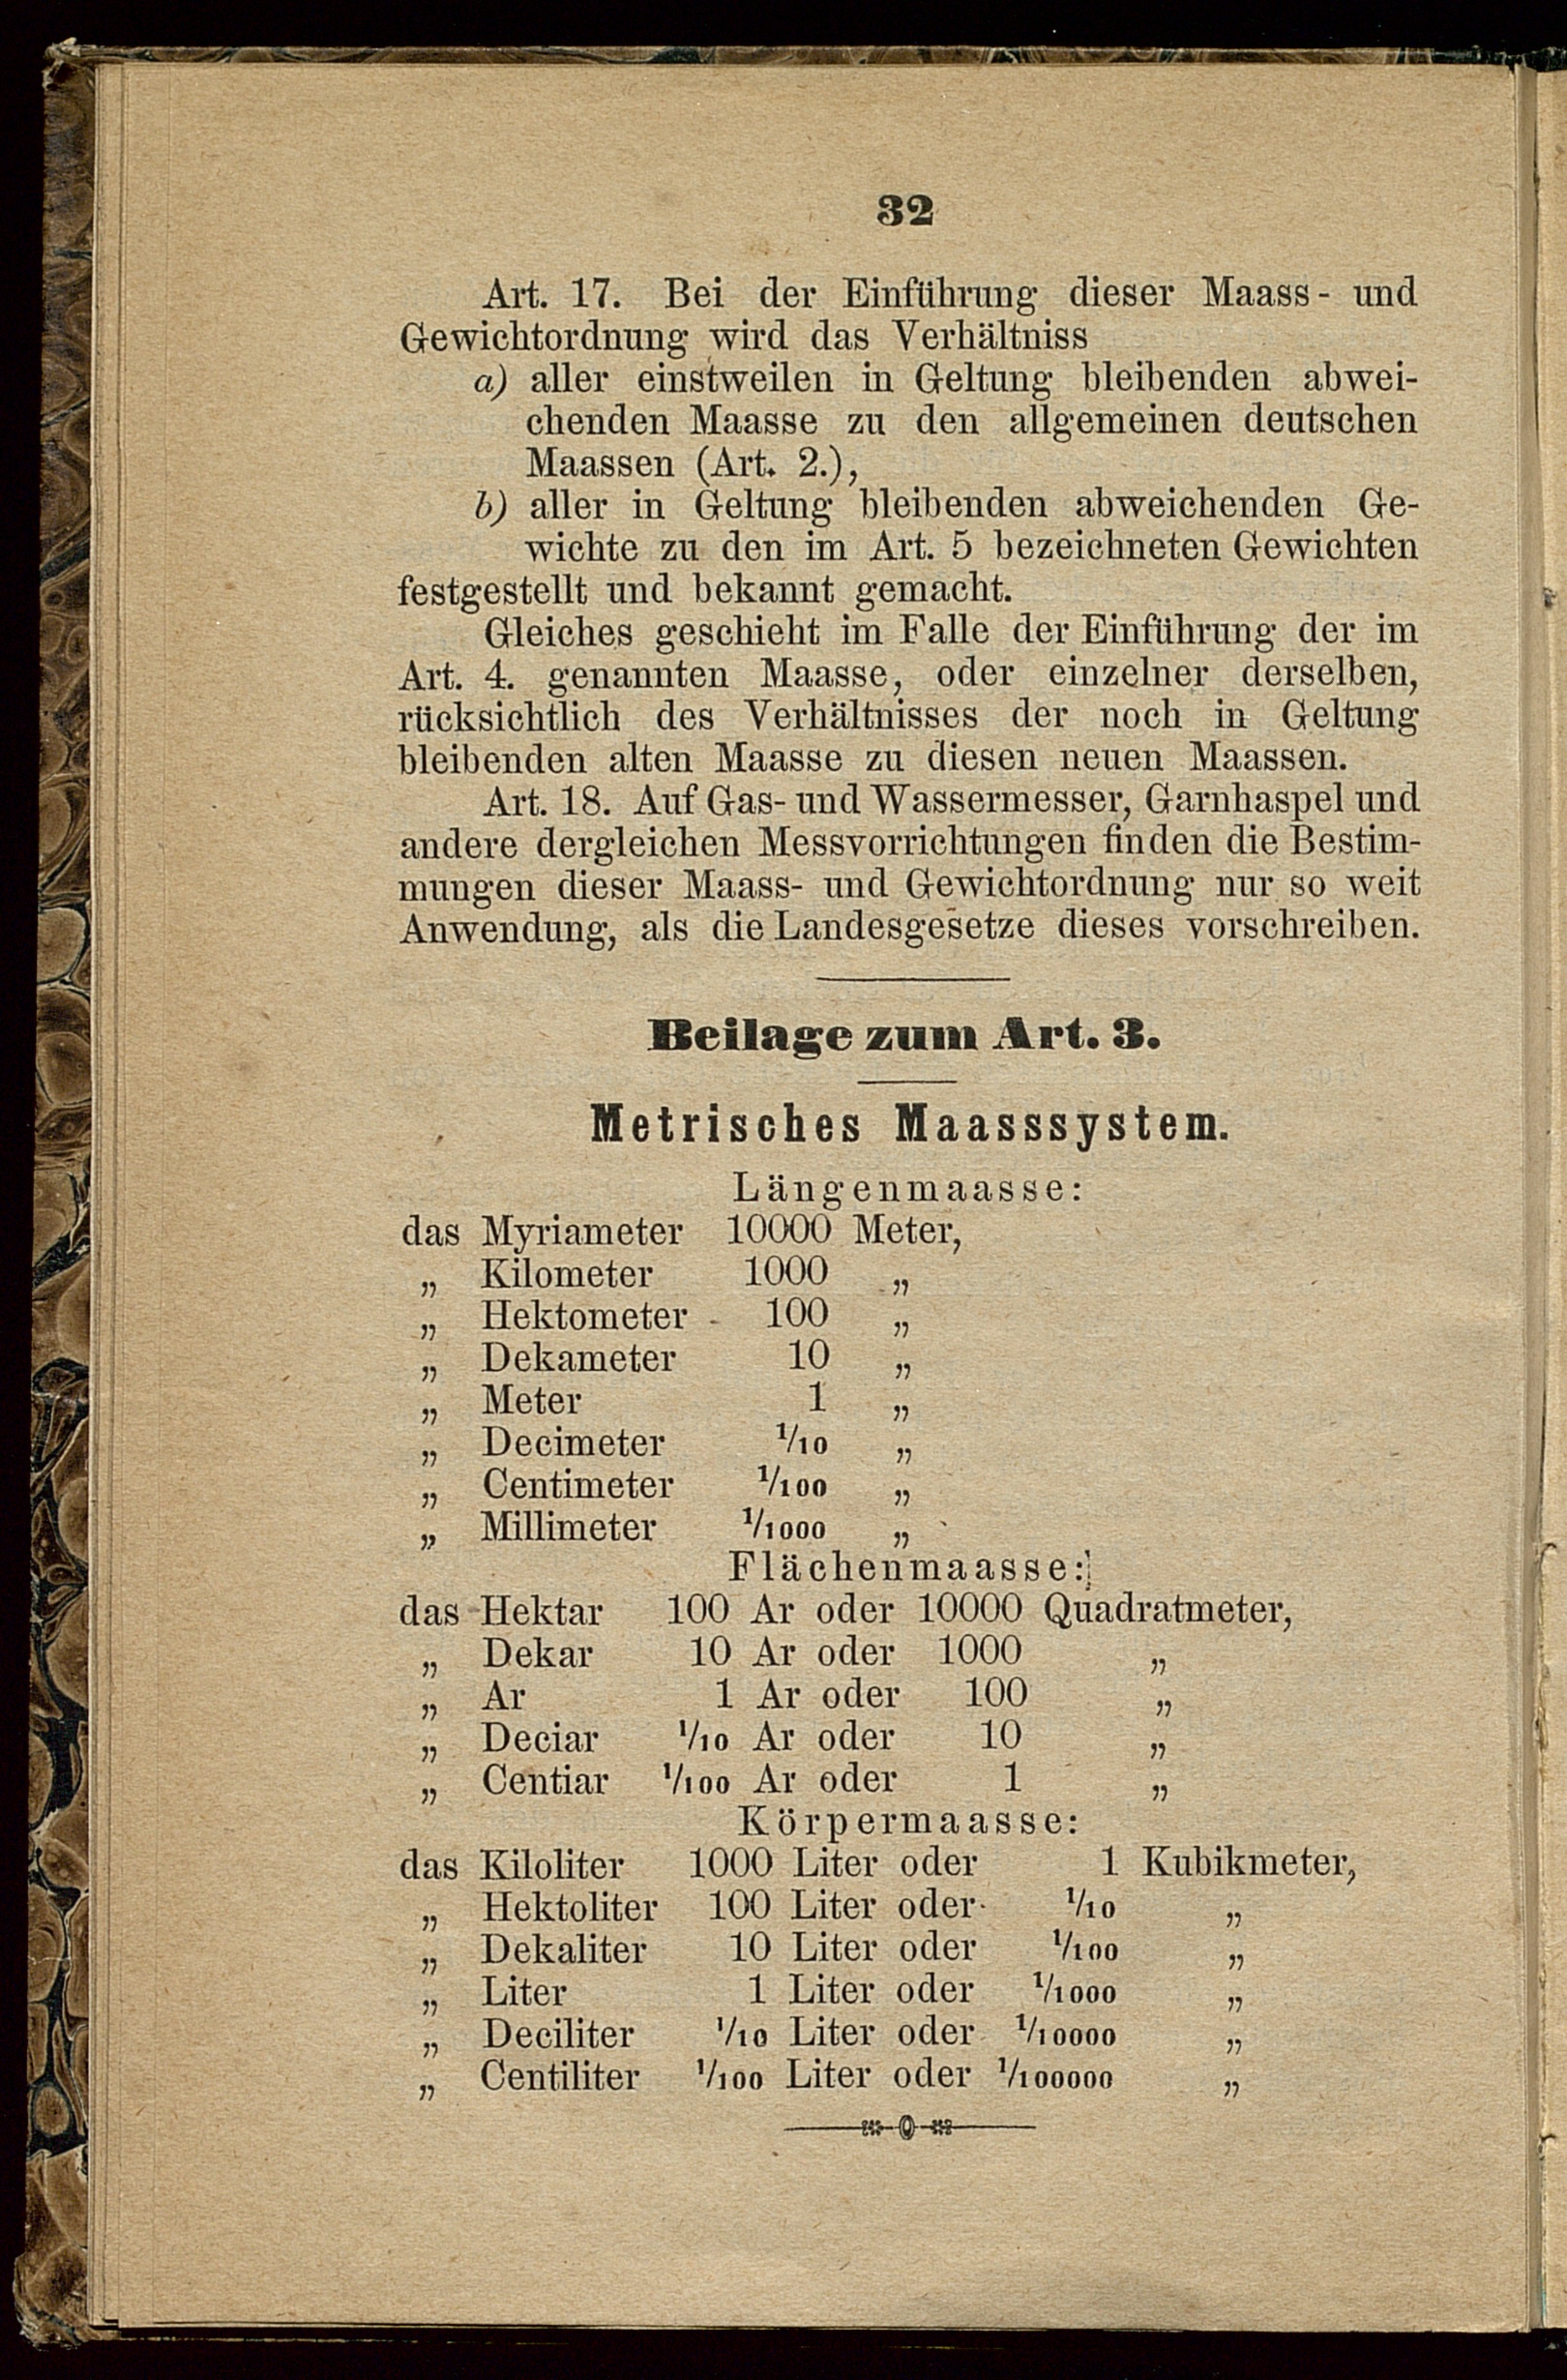 32
Art. 17. Bei der Einführung dieser Maass- und
Gewichtordnung wird das Verhältniss
a) aller einstweilen in Geltung bleibenden abwei-
chenden Maasse zu den allgemeinen deutschen
Maassen (Art. 2.),
b) aller in Geltung bleibenden abweichenden Ge-
wichte zu den im Art. 5 bezeichneten Gewichten
festgestellt und bekannt gemacht.
Gleiches geschieht im Falle der Einführung der im
Art. 4. genannten Maasse, oder einzelner derselben,
rücksichtlich des Verhältnisses der noch in Geltung
bleibenden alten Maasse zu diesen neuen Maassen.
Art. 18. Auf Gas- und Wassermesser, Garnhaspel und
andere dergleichen Messvorrichtungen finden die Bestim-
mungen dieser Maass- und Gewichtordnung nur so weit
Anwendung, als die Landesgesetze dieses vorschreiben.
Beilage zum Art. 3.
Metrisches Maasssystem.
Längenmaasse:
das Myriameter 10000 Meter,
„ Kilometer 1000 „
„ Hektometer 100 „
„ Dekameter 10 „
„ Meter 1 „
„ Decimeter 1/10 „
„ Centimeter 1/100 „
„ Millimeter 1/1000 „
Flächenmaasse:
das Hektar 100 Ar oder 10000 Quadratmeter,
„ Dekar 10 Ar oder 1000 „
„ Ar 1 Ar oder 100 „
„ Deciar 1/10 Ar oder 10 „
„ Centiar 1/100 Ar oder 1 „
Körpermaasse:
das Kiloliter 1000 Liter oder 1 Kubikmeter,
„ Hektoliter 100 Liter oder 1/10 „
„ Dekaliter 10 Liter oder 1/100 „
„ Liter 1 Liter oder 1/1000 „
„ Deciliter 1/10 Liter oder 1/10000 „
„ Centiliter 1/100 Liter oder 1/100000 „